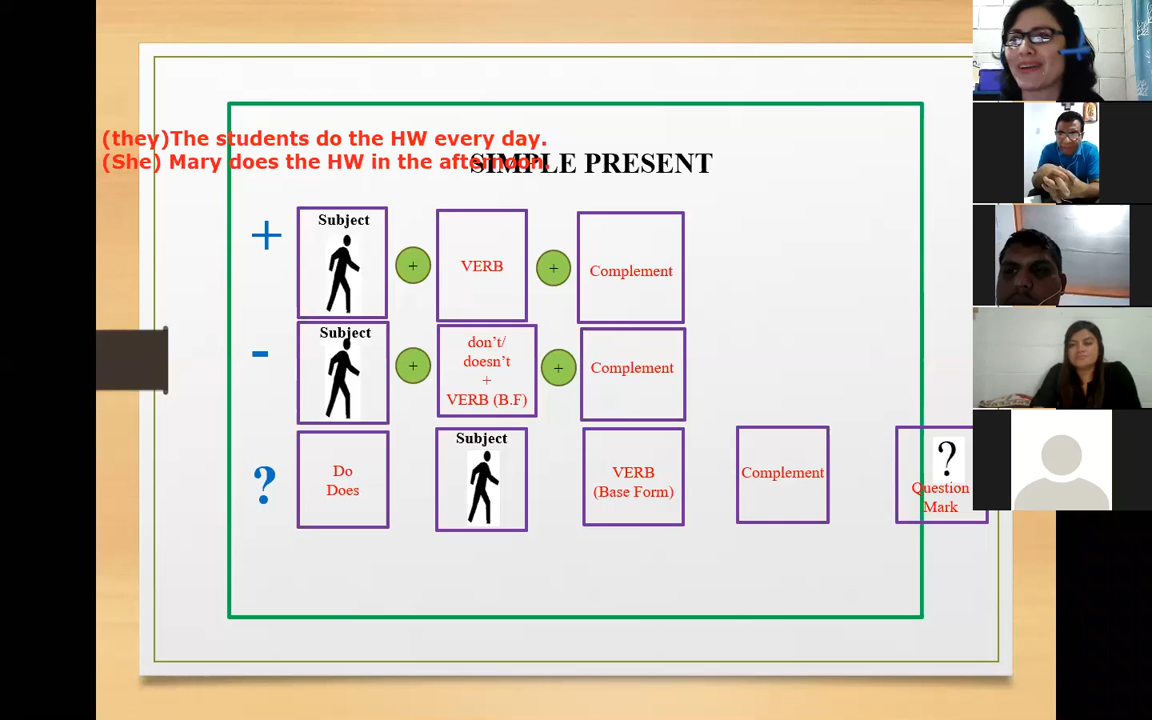 (they)The students do the HW every day.
(She) Mary does the HW in the afternoon.
SIMPLE PRESENT
+
Subject
+
VERB
+
Complement
-
Subject
+
don't/
doesn't
+
VERB (B.F)
+
Complement
?
Do
Does
Subject
VERB
(Base Form)
Complement
?
Question
Mark